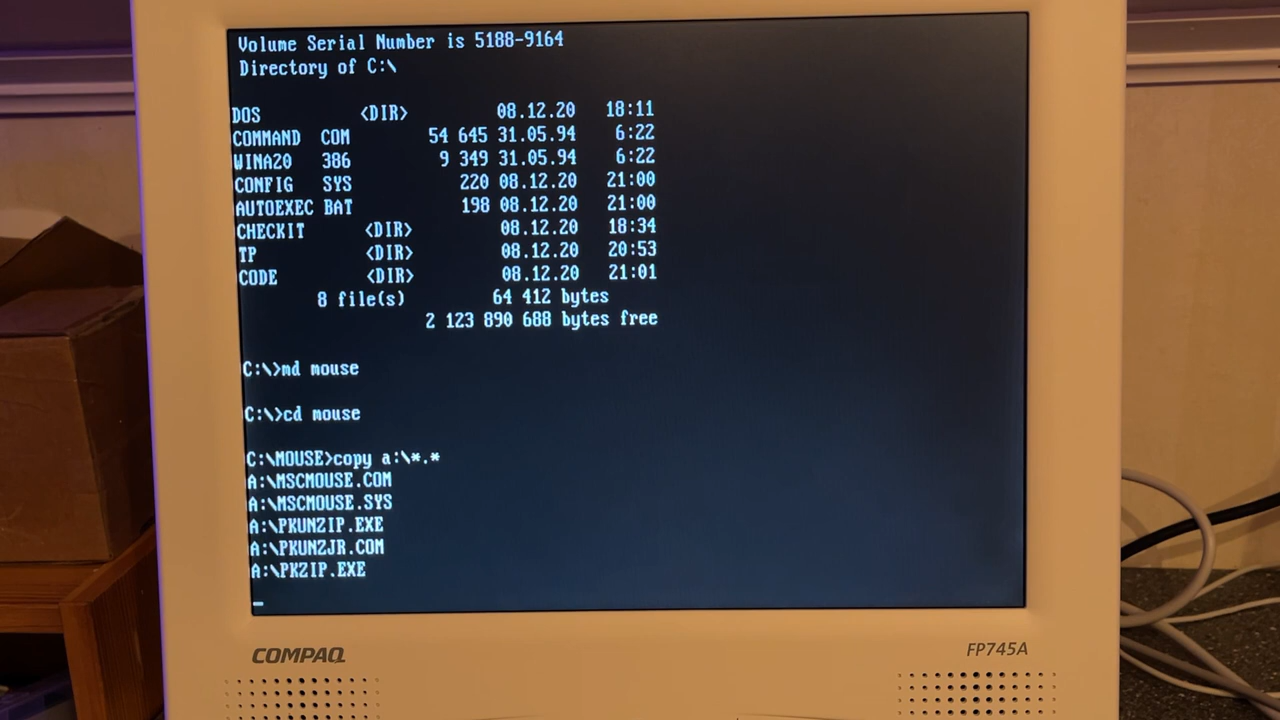 Volume Serial Number is 5188-9164
Directory of C:\
DOS <DIR> 08.12.20 18:11
COMMAND COM 54 645 31.05.94 6:22
WINA20 386 9 349 31.05.94 6:22
CONFIG SYS 220 08.12.20 21:00
AUTOEXEC BAT 198 08.12.20 21:00
CHECKIT <DIR> 08.12.20 18:34
TP <DIR> 08.12.20 20:53
CODE <DIR> 08.12.20 21:01
8 file(s) 64 412 bytes
2 123 890 688 bytes free
C:\>md mouse
C:\>cd mouse
C:\MOUSE>copy a:\*.*
A:\MSCMOUSE.COM
A:\MSCMOUSE.SYS
A:\PKUNZIP.EXE
A:\PKUNZJR.COM
A:\PKZIP.EXE
COMPAQ
FP745A